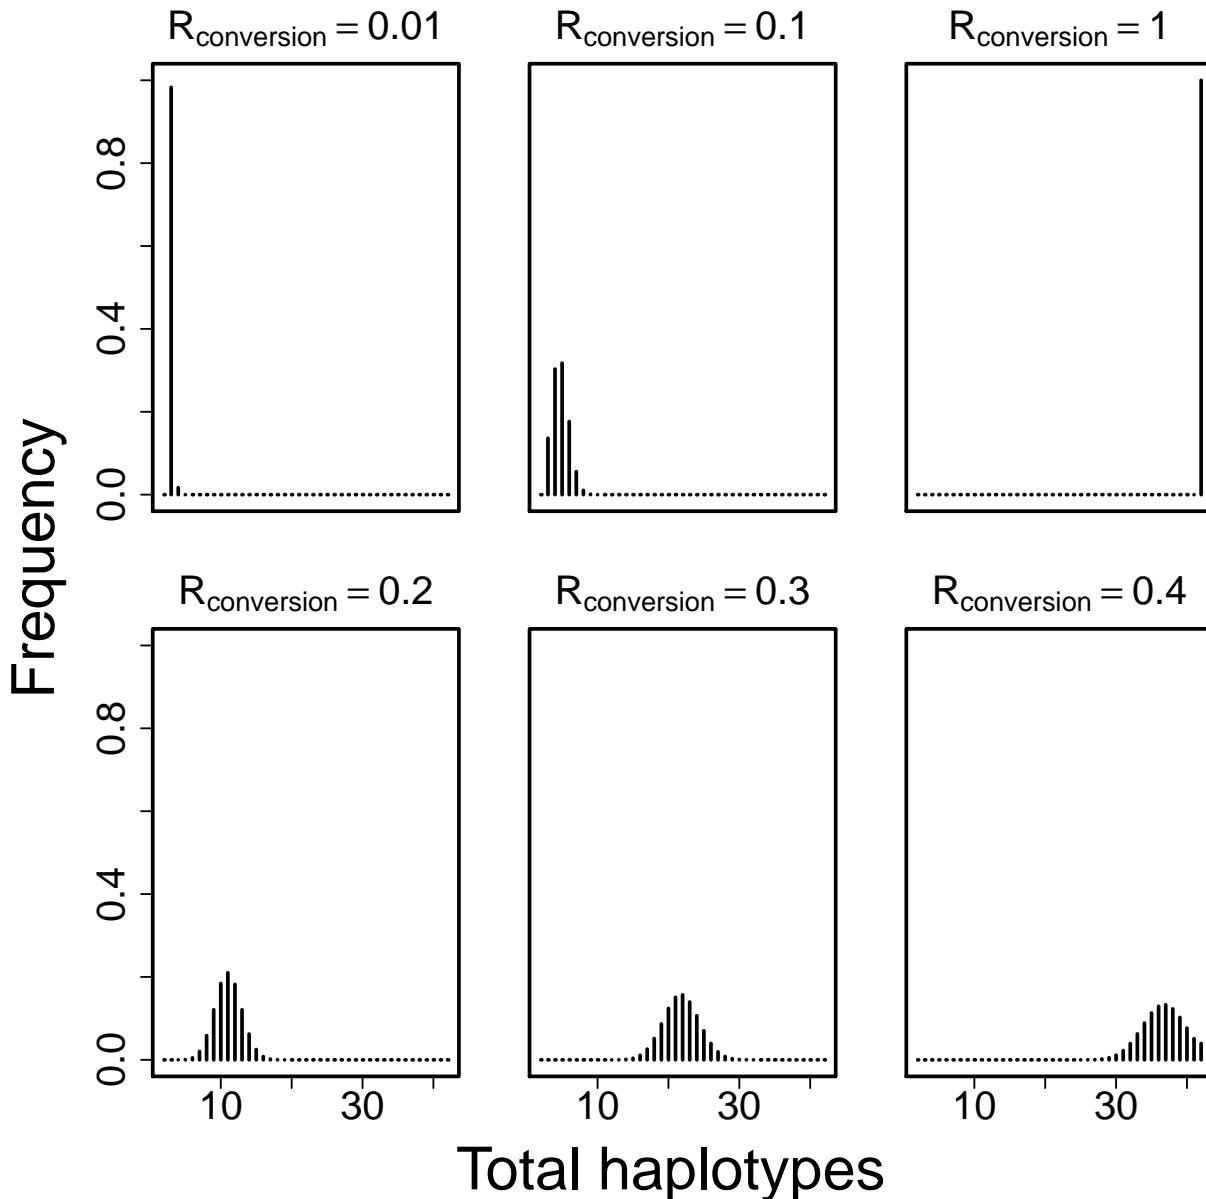 R_conversion = 0.01
R_conversion = 0.1
R_conversion = 1
0.8
0.4
0.0
Frequency
R_conversion = 0.2
R_conversion = 0.3
R_conversion = 0.4
0.8
0.4
0.0
10 30
10 30
10 30
Total haplotypes